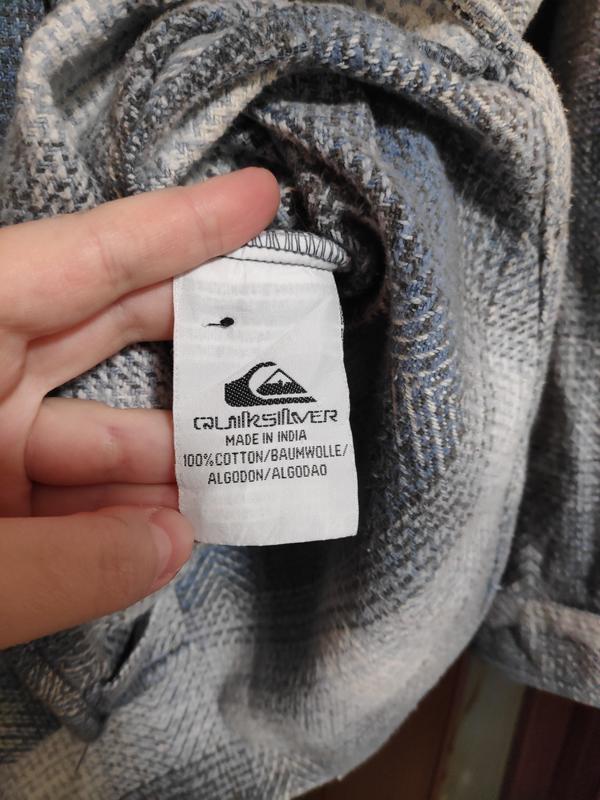 QUIKSILVER
MADE IN INDIA
100%COTTON/BAUMWOLLE/
ALGODON/ALGODAO